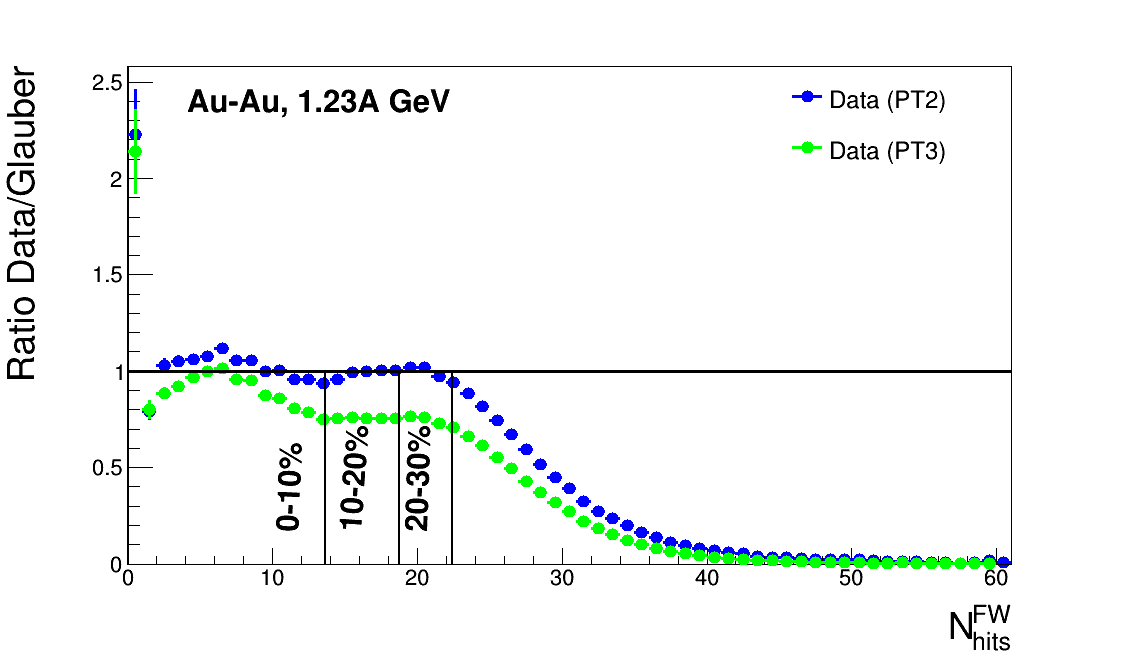 Ratio Data/Glauber
Au-Au, 1.23A GeV
Data (PT2)
Data (PT3)
2.5
2
1.5
1
0.5
0
0-10%
10-20%
20-30%
0 10 20 30 40 50 60
N^FW_hits